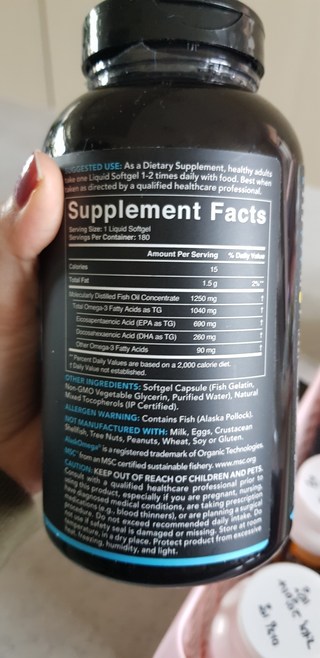 SUGGESTED USE: As a Dietary Supplement, healthy adults
take one Liquid Softgel 1-2 times daily with food. Best when
taken as directed by a qualified healthcare professional.
Supplement Facts
Serving Size: 1 Liquid Softgel
Servings Per Container: 180
Amount Per Serving % Daily Value
Calories 15
Total Fat 1.5 g 2%**
Molecularly Distilled Fish Oil Concentrate 1250 mg †
Total Omega-3 Fatty Acids as TG 1040 mg †
Eicosapentaenoic Acid (EPA as TG) 690 mg †
Docosahexaenoic Acid (DHA as TG) 260 mg †
Other Omega-3 Fatty Acids 90 mg †
**Percent Daily Values are based on a 2,000 calorie diet.
† Daily Value not established.
OTHER INGREDIENTS: Softgel Capsule (Fish Gelatin,
Non-GMO Vegetable Glycerin, Purified Water), Natural
Mixed Tocopherols (IP Certified).
ALLERGEN WARNING: Contains Fish (Alaska Pollock).
NOT MANUFACTURED WITH: Milk, Eggs, Crustacean
Shellfish, Tree Nuts, Peanuts, Wheat, Soy or Gluten.
AlaskOmega® is a registered trademark of Organic Technologies.
MSC™ from an MSC certified sustainable fishery. www.msc.org
CAUTION: KEEP OUT OF REACH OF CHILDREN AND PETS.
Consult with a qualified healthcare professional prior to
using this product, especially if you are pregnant, nursing,
have diagnosed medical conditions, are taking prescription
medications (e.g., blood thinners), or are planning a surgical
procedure. Do not exceed recommended daily intake. Do
not use if safety seal is damaged or missing. Store at room
temperature, in a dry place. Protect product from excessive
heat, freezing, humidity, and light.